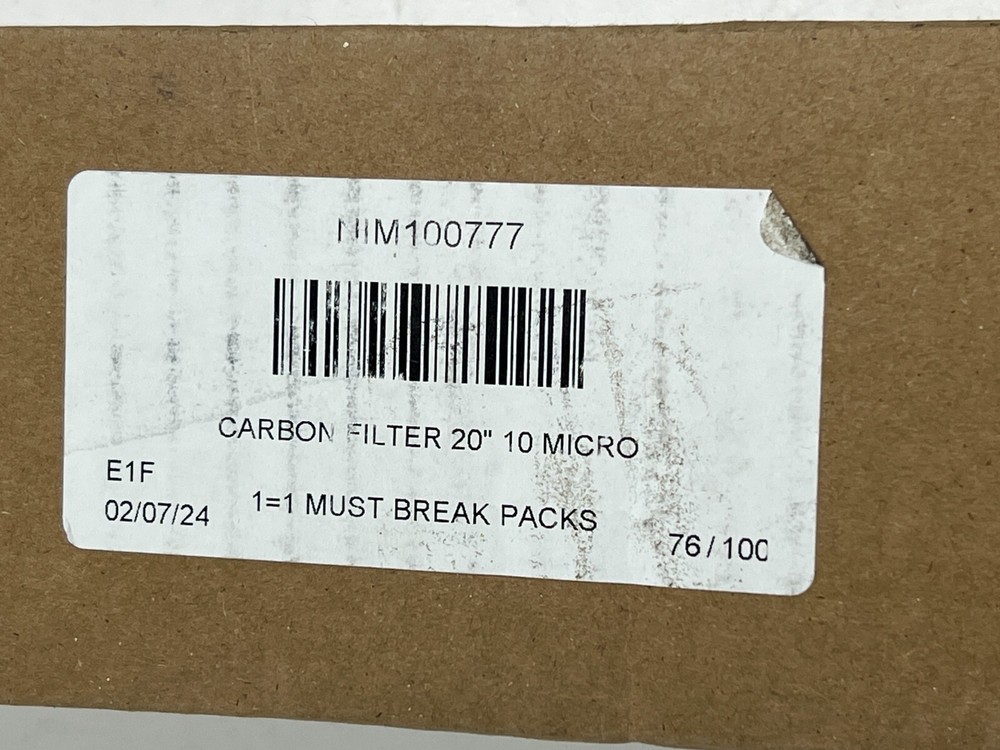 NIM100777
CARBON FILTER 20" 10 MICRO
E1F
1=1 MUST BREAK PACKS
02/07/24
76/100